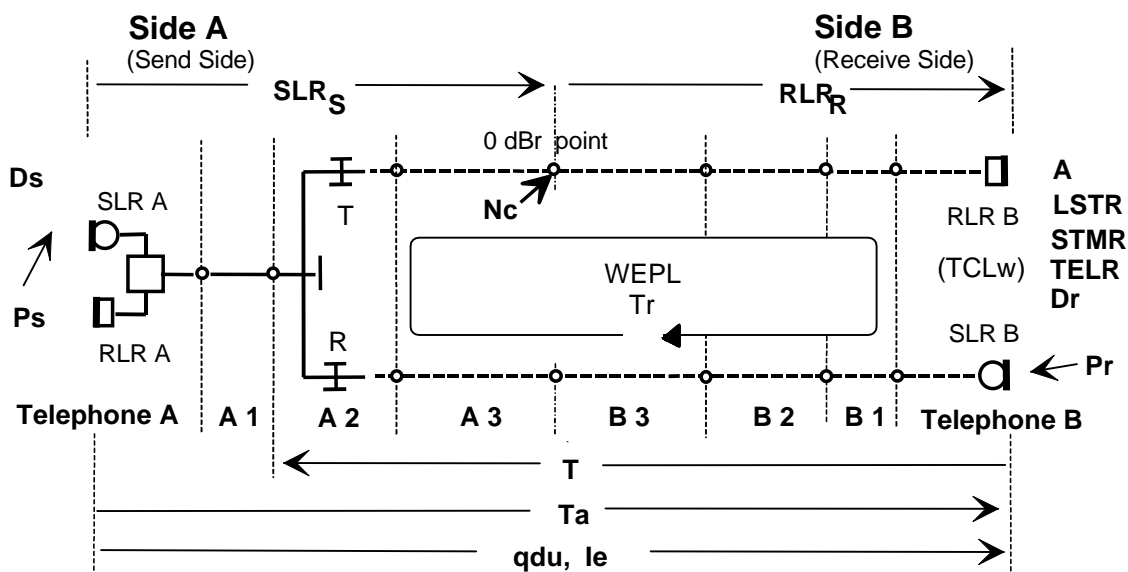 Side A
(Send Side)
Side B
(Receive Side)
SLRS
RLRR
0 dBr point
Ds
SLR A
T
Nc
A
RLR B
LSTR
STMR
WEPL
(TCLw)
TELR
Tr
Dr
Ps
R
SLR B
RLR A
Pr
Telephone A
A 1
A 2
A 3
B 3
B 2
B 1
Telephone B
T
Ta
qdu, Ie